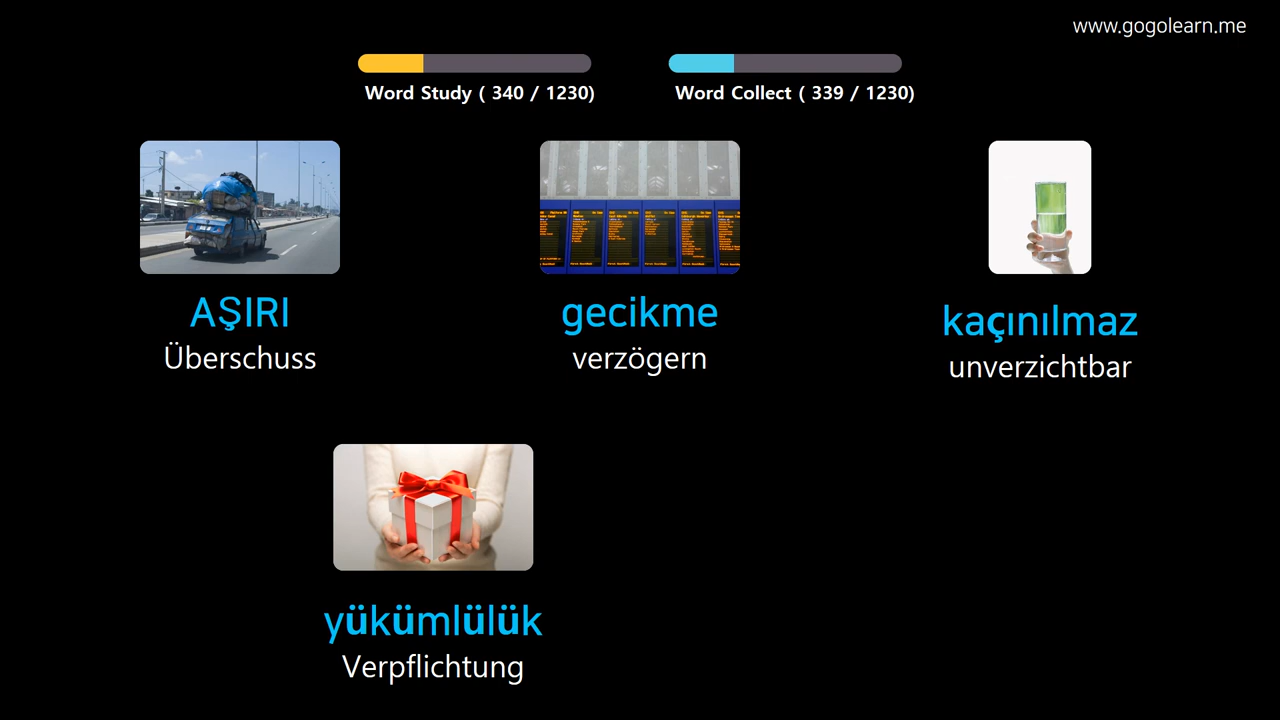 www.gogolearn.me
Word Study ( 340 / 1230)
Word Collect ( 339 / 1230)
AŞIRI
Überschuss
gecikme
verzögern
kaçınılmaz
unverzichtbar
yükümlülük
Verpflichtung